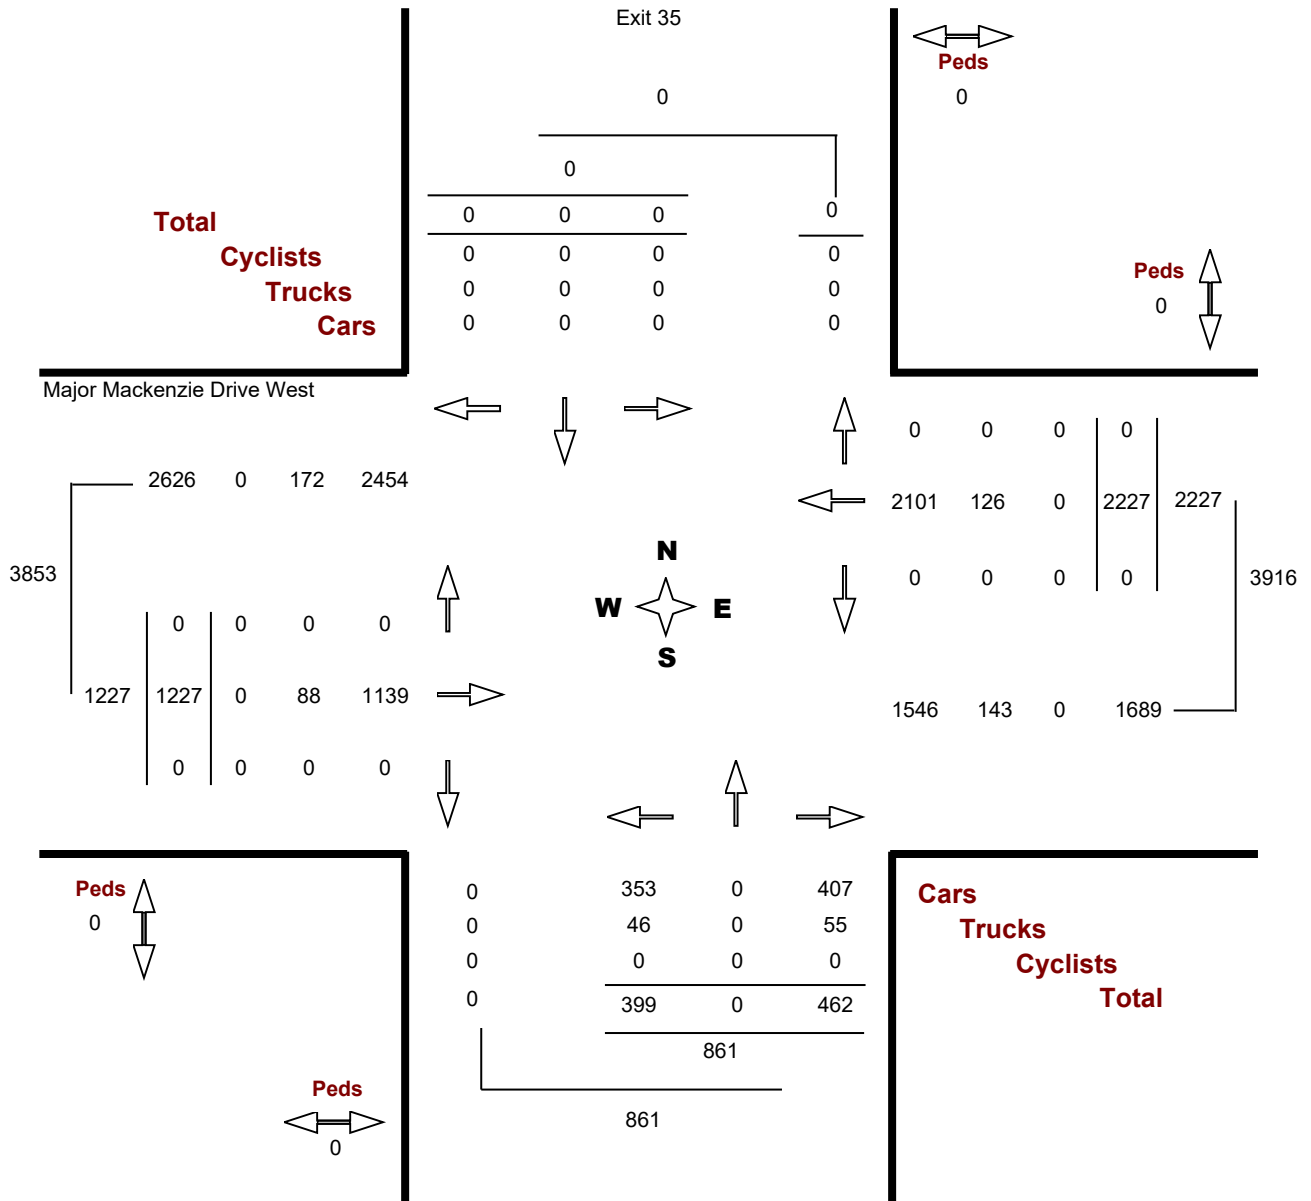 Exit 35
Peds
0
0
0
0 0 0 0
Total
0 0 0 0
Cyclists
Peds
0 0 0 0
Trucks
0
0 0 0 0
Cars
Major Mackenzie Drive West
0 0 0 0
2626 0 172 2454
2101 126 0 2227 2227
N
3853
0 0 0 0
3916
W E
0 0 0 0
S
1227 1227 0 88 1139
1546 143 0 1689
0 0 0 0
Peds
0
0 353 0 407
0 46 0 55
0 0 0 0
0 399 0 462
861
861
Cars
Trucks
Cyclists
Total
Peds
0